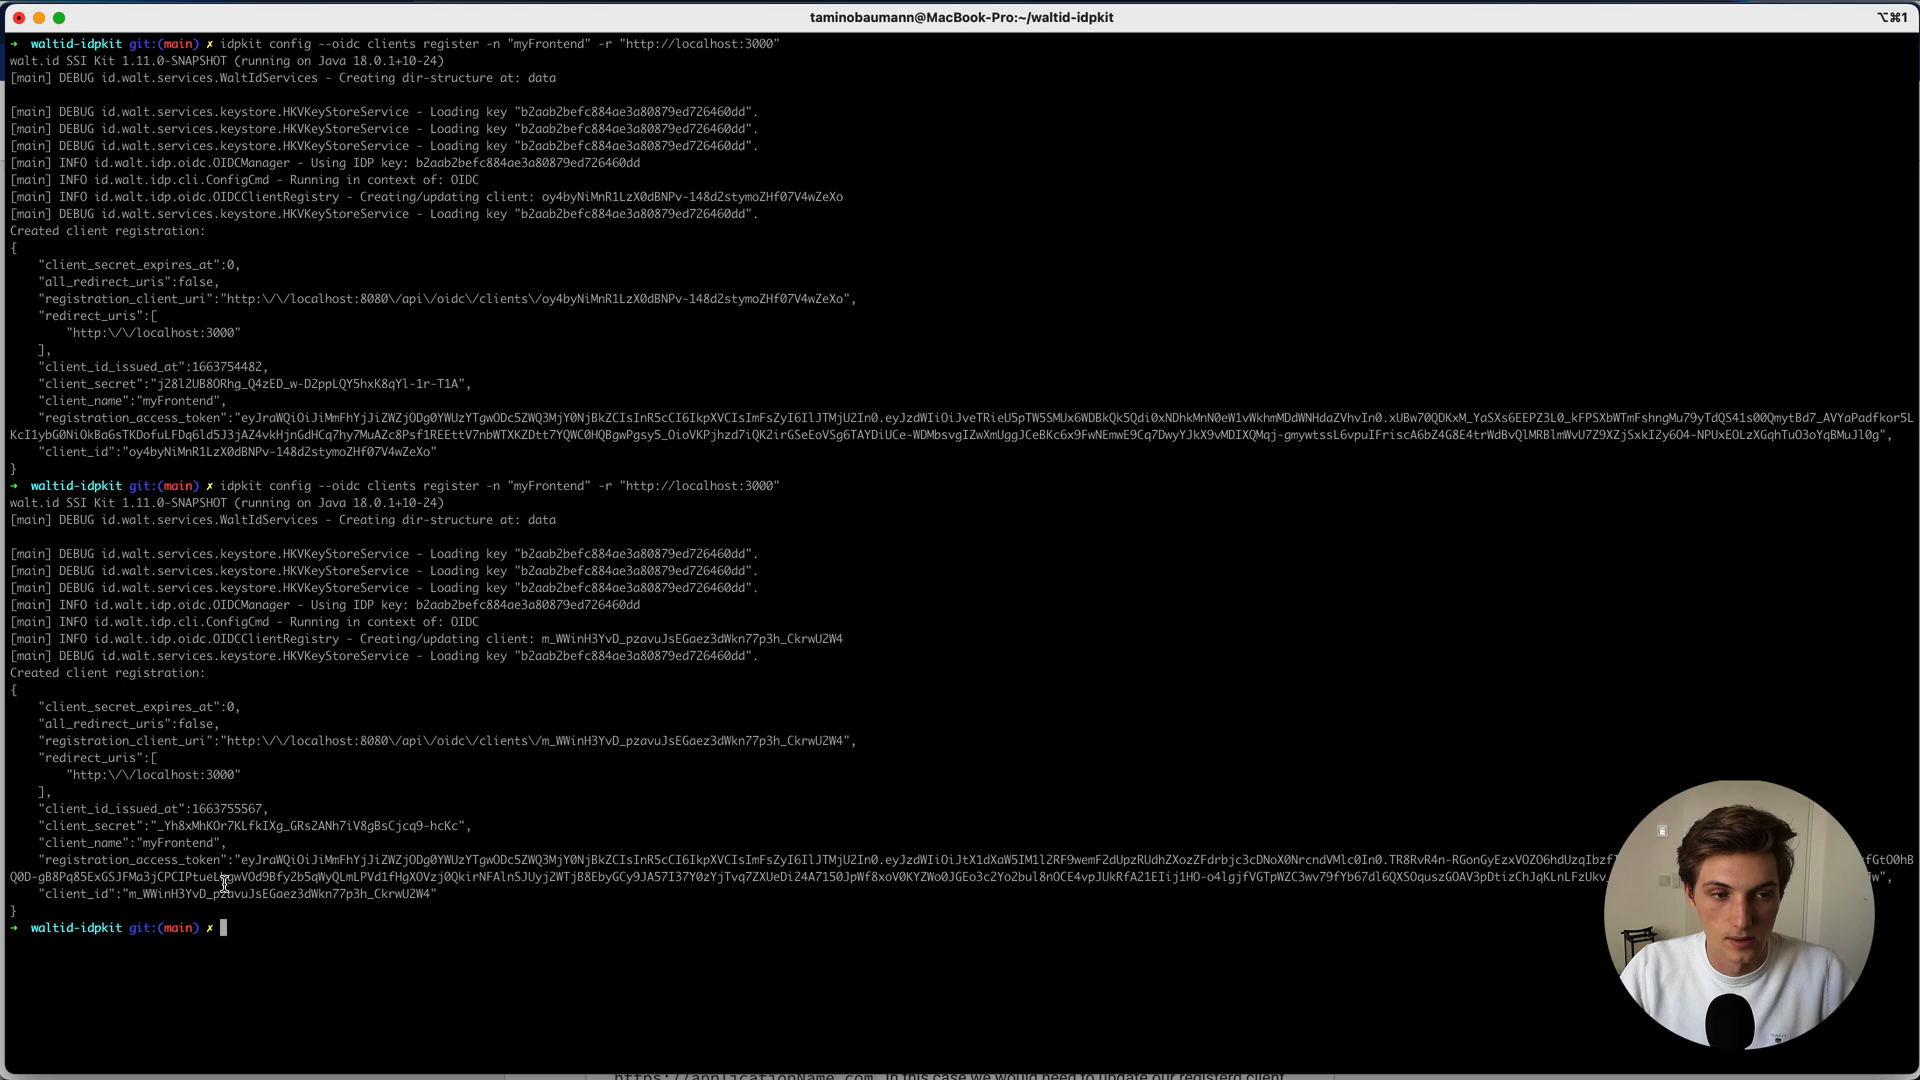 taminobaumann@MacBook-Pro:~/waltid-idpkit
⌥⌘1
➜ waltid-idpkit git:(main) ✗ idpkit config --oidc clients register -n "myFrontend" -r "http://localhost:3000"
walt.id SSI Kit 1.11.0-SNAPSHOT (running on Java 18.0.1+10-24)
[main] DEBUG id.walt.services.WaltIdServices - Creating dir-structure at: data
[main] DEBUG id.walt.services.keystore.HKVKeyStoreService - Loading key "b2aab2befc884ae3a80879ed726460dd".
[main] DEBUG id.walt.services.keystore.HKVKeyStoreService - Loading key "b2aab2befc884ae3a80879ed726460dd".
[main] DEBUG id.walt.services.keystore.HKVKeyStoreService - Loading key "b2aab2befc884ae3a80879ed726460dd".
[main] INFO id.walt.idp.oidc.OIDCManager - Using IDP key: b2aab2befc884ae3a80879ed726460dd
[main] INFO id.walt.idp.cli.ConfigCmd - Running in context of: OIDC
[main] INFO id.walt.idp.oidc.OIDCClientRegistry - Creating/updating client: oy4byNiMnR1LzX0dBNPv-148d2stymoZHf07V4wZeXo
[main] DEBUG id.walt.services.keystore.HKVKeyStoreService - Loading key "b2aab2befc884ae3a80879ed726460dd".
Created client registration:
{
"client_secret_expires_at":0,
"all_redirect_uris":false,
"registration_client_uri":"http:\/\/localhost:8080\/api\/oidc\/clients\/oy4byNiMnR1LzX0dBNPv-148d2stymoZHf07V4wZeXo",
"redirect_uris":[
"http:\/\/localhost:3000"
],
"client_id_issued_at":1663754482,
"client_secret":"j28l2UB8ORhg_Q4zED_w-D2ppLQY5hxK8qYl-1r-T1A",
"client_name":"myFrontend",
"registration_access_token":
"client_id":"oy4byNiMnR1LzX0dBNPv-148d2stymoZHf07V4wZeXo"
}
➜ waltid-idpkit git:(main) ✗ idpkit config --oidc clients register -n "myFrontend" -r "http://localhost:3000"
walt.id SSI Kit 1.11.0-SNAPSHOT (running on Java 18.0.1+10-24)
[main] DEBUG id.walt.services.WaltIdServices - Creating dir-structure at: data
[main] DEBUG id.walt.services.keystore.HKVKeyStoreService - Loading key "b2aab2befc884ae3a80879ed726460dd".
[main] DEBUG id.walt.services.keystore.HKVKeyStoreService - Loading key "b2aab2befc884ae3a80879ed726460dd".
[main] DEBUG id.walt.services.keystore.HKVKeyStoreService - Loading key "b2aab2befc884ae3a80879ed726460dd".
[main] INFO id.walt.idp.oidc.OIDCManager - Using IDP key: b2aab2befc884ae3a80879ed726460dd
[main] INFO id.walt.idp.cli.ConfigCmd - Running in context of: OIDC
[main] INFO id.walt.idp.oidc.OIDCClientRegistry - Creating/updating client: m_WWinH3YvD_pzavuJsEGaez3dWkn77p3h_CkrwU2W4
[main] DEBUG id.walt.services.keystore.HKVKeyStoreService - Loading key "b2aab2befc884ae3a80879ed726460dd".
Created client registration:
{
"client_secret_expires_at":0,
"all_redirect_uris":false,
"registration_client_uri":"http:\/\/localhost:8080\/api\/oidc\/clients\/m_WWinH3YvD_pzavuJsEGaez3dWkn77p3h_CkrwU2W4",
"redirect_uris":[
"http:\/\/localhost:3000"
],
"client_id_issued_at":1663755567,
"client_secret":"_Yh8xMhKOr7KLfkIXg_GRs2ANh7iV8gBsCjcq9-hcKc",
"client_name":"myFrontend",
"registration_access_token":
"client_id":"m_WWinH3YvD_pzavuJsEGaez3dWkn77p3h_CkrwU2W4"
}
➜ waltid-idpkit git:(main) ✗